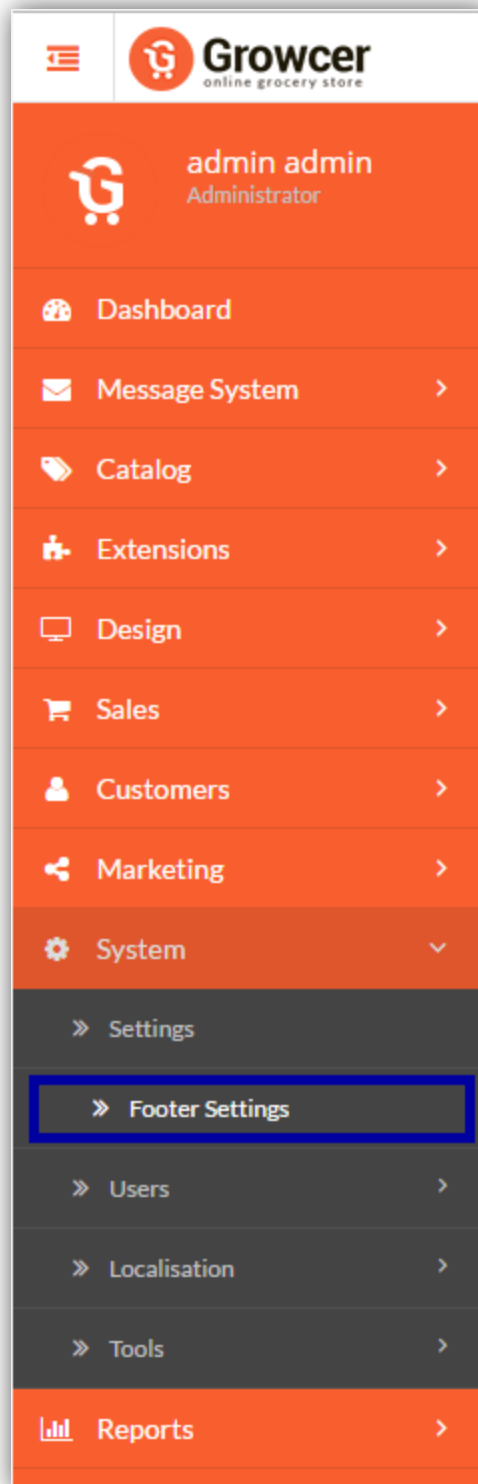 Growcer
online grocery store
admin admin
Administrator
Dashboard
Message System
Catalog
Extensions
Design
Sales
Customers
Marketing
System
Settings
Footer Settings
Users
Localisation
Tools
Reports